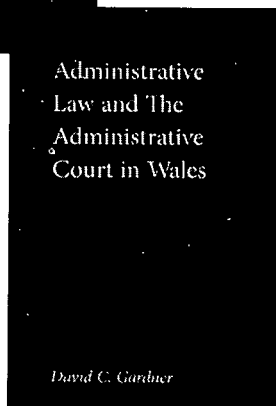 Administrative
Law and The
Administrative
Court in Wales
David C. Gardner